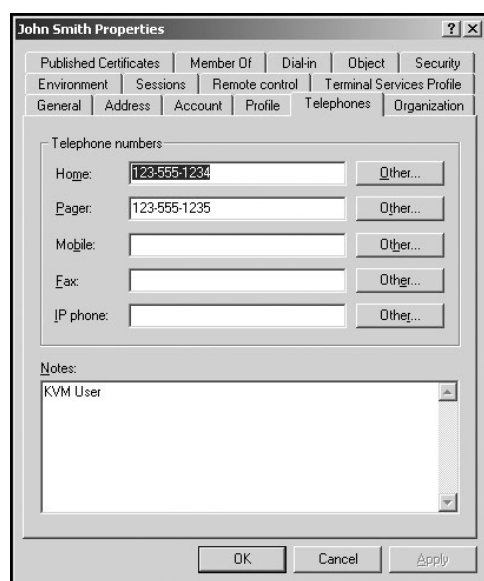 John Smith Properties ? X
Published Certificates Member Of Dial-in Object Security
Environment Sessions Remote control Terminal Services Profile
General Address Account Profile Telephones Organization
Telephone numbers
Home: 123-555-1234 Other...
Pager: 123-555-1235 Other...
Mobile: Other...
Fax: Other...
IP phone: Other...
Notes:
KVM User
OK Cancel Apply